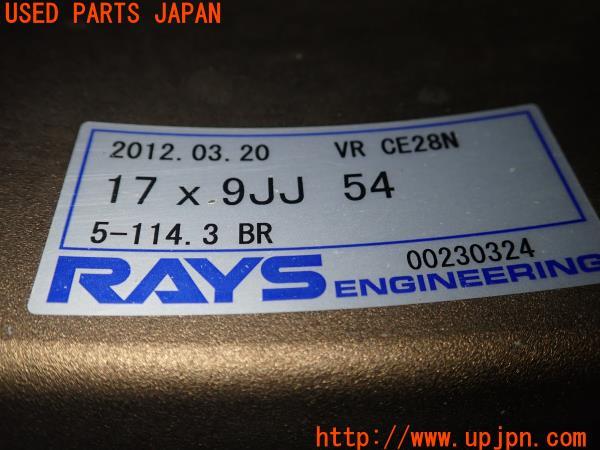 USED PARTS JAPAN
2012.03.20 VR CE28N
17 x 9JJ 54
5-114.3 BR
00230324
RAYS ENGINEERING
http://www.upjpn.com